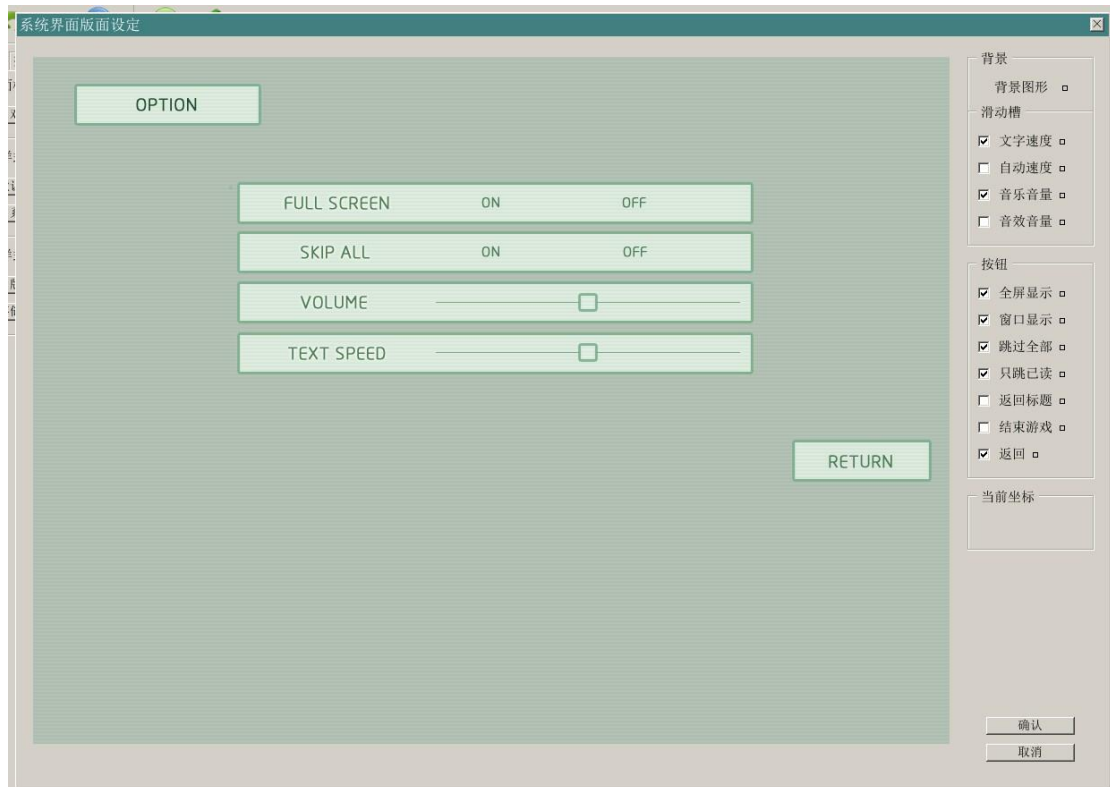 系统界面版面设定
OPTION
FULL SCREEN ON OFF
SKIP ALL ON OFF
VOLUME
TEXT SPEED
RETURN
背景
背景图形
滑动槽
文字速度
自动速度
音乐音量
音效音量
按钮
全屏显示
窗口显示
跳过全部
只跳已读
返回标题
结束游戏
返回
当前坐标
确认
取消